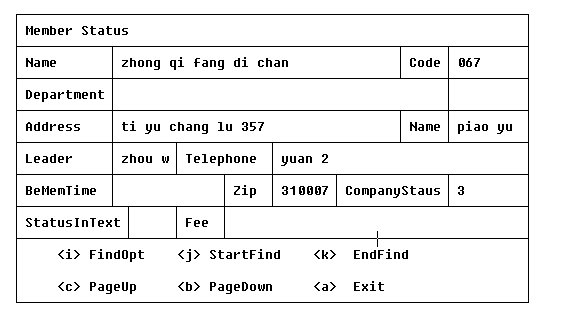 Member Status
Name zhong qi fang di chan Code 067
Department
Address ti yu chang lu 357 Name piao yu
Leader zhou w Telephone yuan 2
BeMemTime Zip 310007 CompanyStaus 3
StatusInText Fee
<i> FindOpt <j> StartFind <k> EndFind
<c> PageUp <b> PageDown <a> Exit